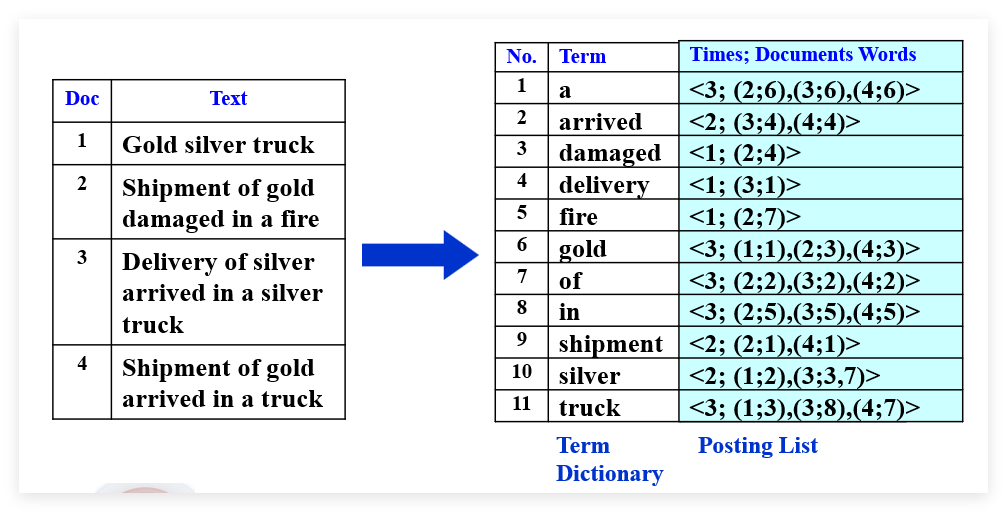 Doc Text
1 Gold silver truck
2 Shipment of gold
damaged in a fire
3 Delivery of silver
arrived in a silver
truck
4 Shipment of gold
arrived in a truck
No. Term Times; Documents Words
1 a <3; (2;6),(3;6),(4;6)>
2 arrived <2; (3;4),(4;4)>
3 damaged <1; (2;4)>
4 delivery <1; (3;1)>
5 fire <1; (2;7)>
6 gold <3; (1;1),(2;3),(4;3)>
7 of <3; (2;2),(3;2),(4;2)>
8 in <3; (2;5),(3;5),(4;5)>
9 shipment <2; (2;1),(4;1)>
10 silver <2; (1;2),(3;3,7)>
11 truck <3; (1;3),(3;8),(4;7)>
Term Posting List
Dictionary